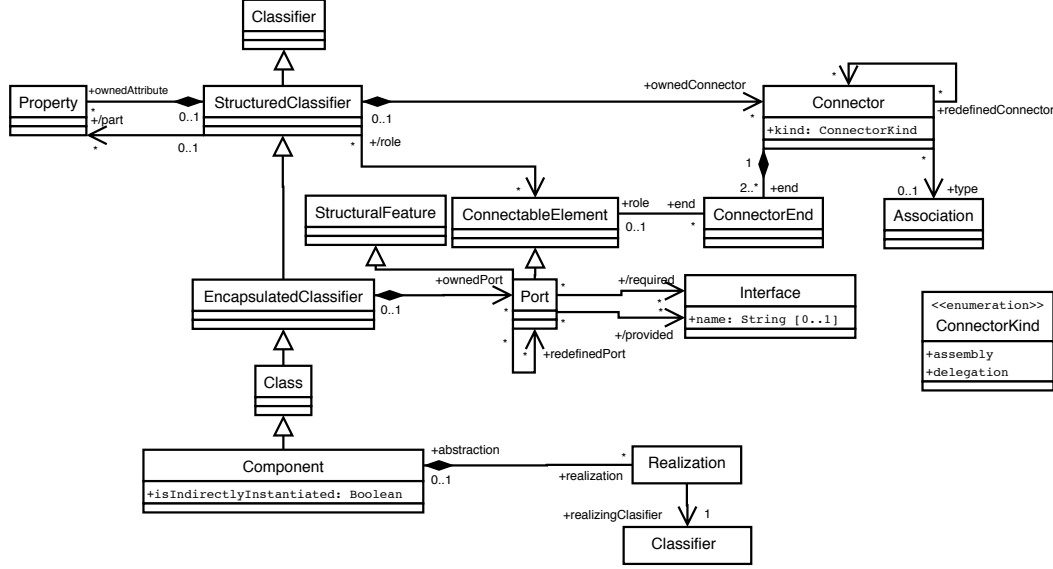 Classifier
Property
+ownedAttribute
*
+/part
*
0..1
0..1
StructuredClassifier
0..1
*
+/role
+ownedConnector
*
Connector
+kind: ConnectorKind
*
*
+redefinedConnector
1
2..*
+end
*
0..1
+type
StructuralFeature
*
ConnectableElement
+role
0..1
+end
*
ConnectorEnd
Association
EncapsulatedClassifier
0..1
+ownedPort
*
Port
*
*
*
*
+redefinedPort
+/required
*
*
+/provided
Interface
+name: String [0..1]
<<enumeration>>
ConnectorKind
+assembly
+delegation
Class
Component
+isIndirectlyInstantiated: Boolean
+abstraction
0..1
*
+realization
Realization
+realizingClasifier
1
Classifier